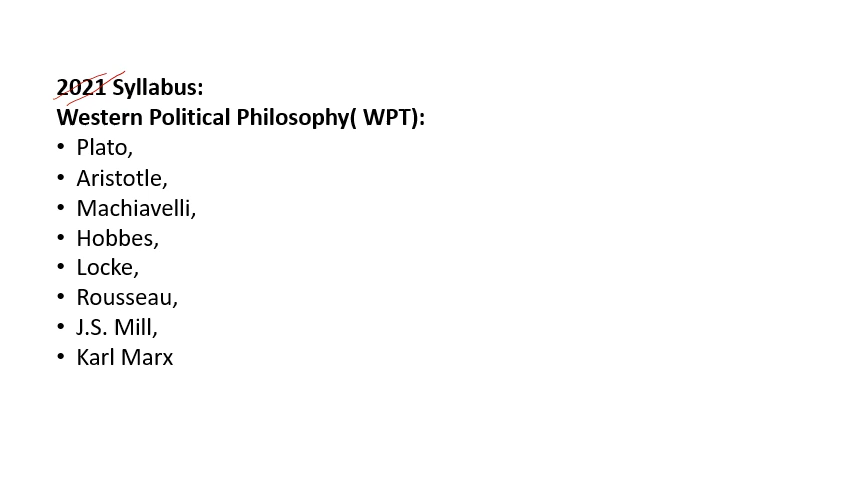 2021 Syllabus:
Western Political Philosophy( WPT):
• Plato,
• Aristotle,
• Machiavelli,
• Hobbes,
• Locke,
• Rousseau,
• J.S. Mill,
• Karl Marx